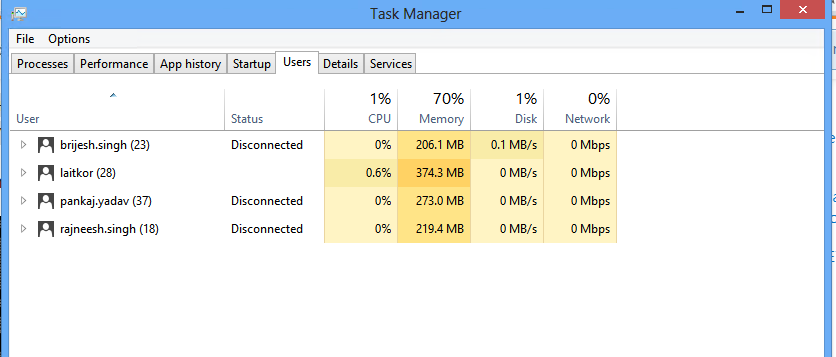 Task Manager
File Options
Processes Performance App history Startup Users Details Services
1% 70% 1% 0%
User Status CPU Memory Disk Network
brijesh.singh (23) Disconnected 0% 206.1 MB 0.1 MB/s 0 Mbps
laitkor (28) 0.6% 374.3 MB 0 MB/s 0 Mbps
pankaj.yadav (37) Disconnected 0% 273.0 MB 0 MB/s 0 Mbps
rajneesh.singh (18) Disconnected 0% 219.4 MB 0 MB/s 0 Mbps